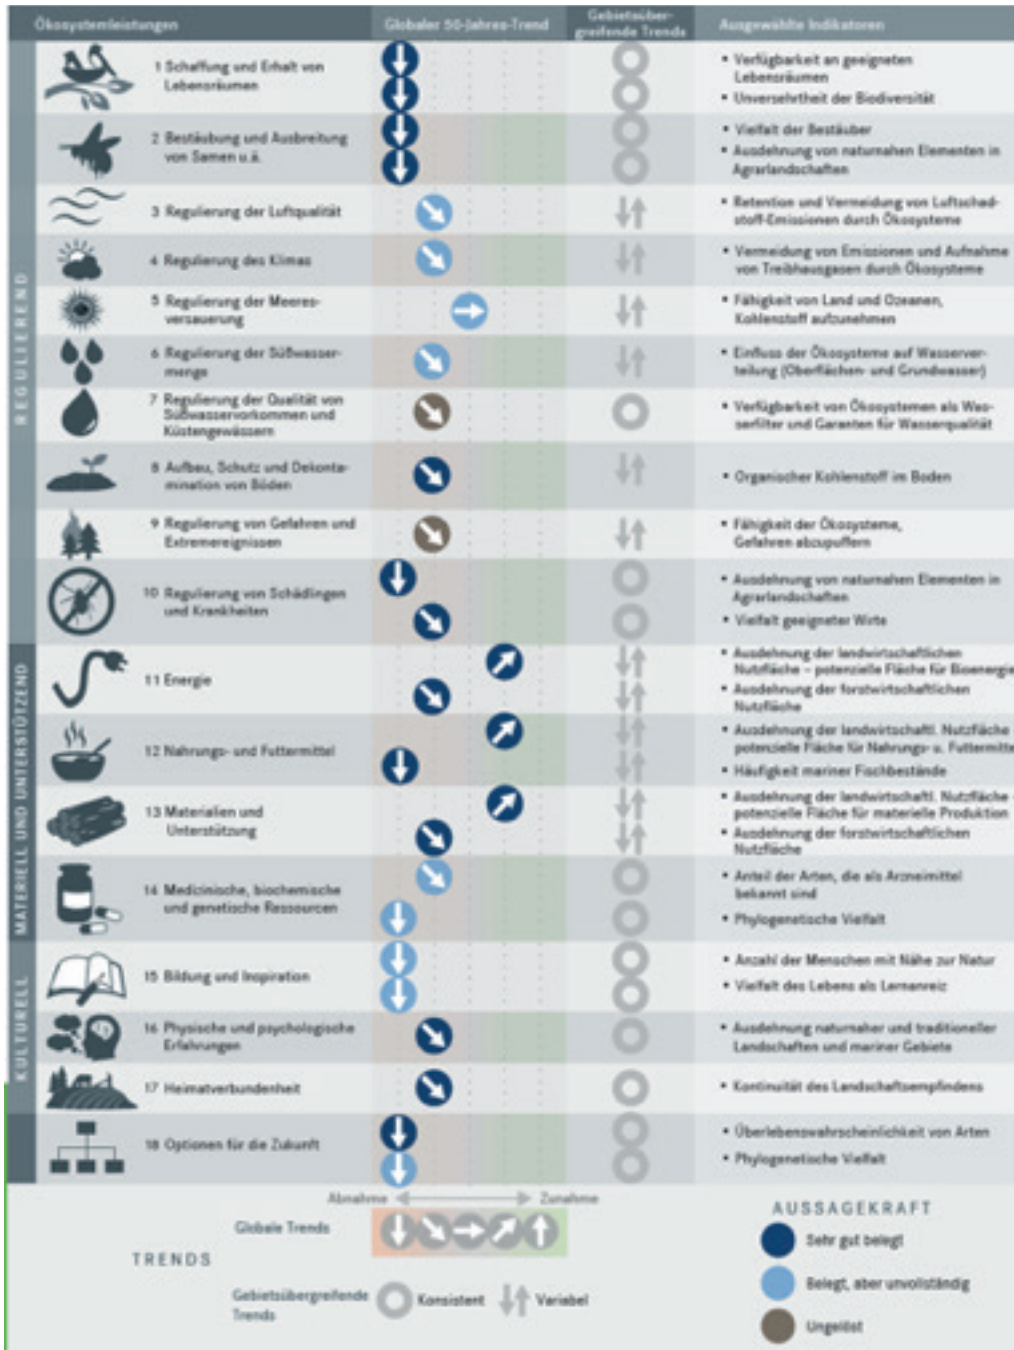 Ökosystemleistungen
Globaler 50-Jahres-Trend
Gebietsüber-
greifende Trends
Ausgewählte Indikatoren
REGULIEREND
1 Schaffung und Erhalt von
Lebensräumen
• Verfügbarkeit an geeigneten
Lebensräumen
• Unversehrtheit der Biodiversität
2 Bestäubung und Ausbreitung
von Samen u.ä.
• Vielfalt der Bestäuber
• Ausdehnung von naturnahen Elementen in
Agrarlandschaften
3 Regulierung der Luftqualität
• Retention und Vermeidung von Luftschad-
stoff-Emissionen durch Ökosysteme
4 Regulierung des Klimas
• Vermeidung von Emissionen und Aufnahme
von Treibhausgasen durch Ökosysteme
5 Regulierung der Meeres-
versauerung
• Fähigkeit von Land und Ozeanen,
Kohlenstoff aufzunehmen
6 Regulierung der Süßwasser-
menge
• Einfluss der Ökosysteme auf Wasserver-
teilung (Oberflächen- und Grundwasser)
7 Regulierung der Qualität von
Süßwasservorkommen und
Küstengewässern
• Verfügbarkeit von Ökosystemen als Was-
serfilter und Garanten für Wasserqualität
8 Aufbau, Schutz und Dekonta-
mination von Böden
• Organischer Kohlenstoff im Boden
9 Regulierung von Gefahren und
Extremereignissen
• Fähigkeit der Ökosysteme,
Gefahren abzupuffern
10 Regulierung von Schädlingen
und Krankheiten
• Ausdehnung von naturnahen Elementen in
Agrarlandschaften
• Vielfalt geeigneter Wirte
MATERIELL UND UNTERSTÜTZEND
11 Energie
• Ausdehnung der landwirtschaftlichen
Nutzfläche – potenzielle Fläche für Bioenergie
• Ausdehnung der forstwirtschaftlichen
Nutzfläche
12 Nahrungs- und Futtermittel
• Ausdehnung der landwirtschaftl. Nutzfläche
potenzielle Fläche für Nahrungs- u. Futtermitte
• Häufigkeit mariner Fischbestände
13 Materialien und
Unterstützung
• Ausdehnung der landwirtschaftl. Nutzfläche -
potenzielle Fläche für materielle Produktion
• Ausdehnung der forstwirtschaftlichen
Nutzfläche
14 Medizinische, biochemische
und genetische Ressourcen
• Anteil der Arten, die als Arzneimittel
bekannt sind
• Phylogenetische Vielfalt
KULTURELL
15 Bildung und Inspiration
• Anzahl der Menschen mit Nähe zur Natur
• Vielfalt des Lebens als Lernanreiz
16 Physische und psychologische
Erfahrungen
• Ausdehnung naturnaher und traditioneller
Landschaften und mariner Gebiete
17 Heimatverbundenheit
• Kontinuität des Landschaftsempfindens
18 Optionen für die Zukunft
• Überlebenswahrscheinlichkeit von Arten
• Phylogenetische Vielfalt
Abnahme
Zunahme
Globale Trends
TRENDS
Gebietsübergreifende
Trends
Konsistent
Variabel
AUSSAGEKRAFT
Sehr gut belegt
Belegt, aber unvollständig
Ungelöst